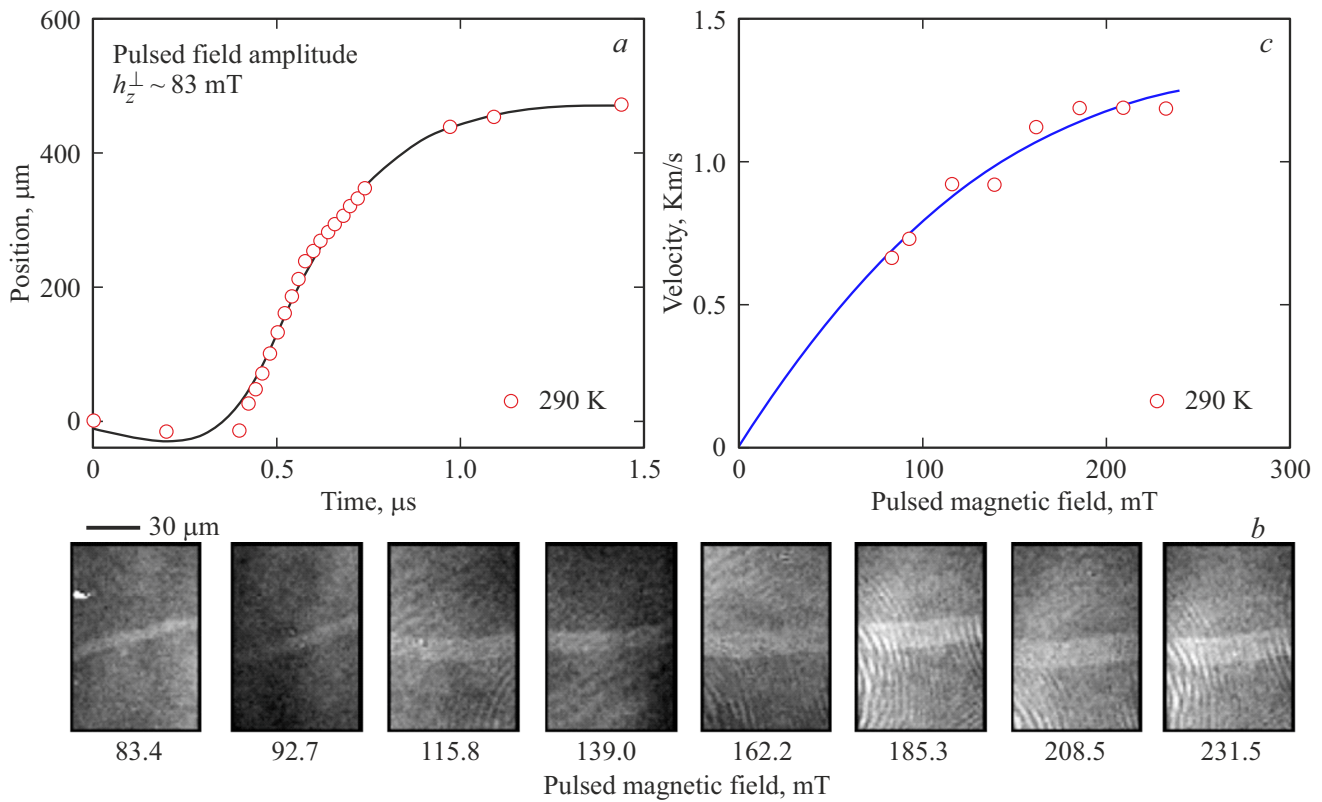 a
Pulsed field amplitude
h_z^⊥ ~ 83 mT
600
400
200
0
Position, μm
290 K
0
0.5
1.0
1.5
Time, μs
c
1.5
1.0
0.5
0
Velocity, Km/s
290 K
0
100
200
300
Pulsed magnetic field, mT
30 μm
b
83.4
92.7
115.8
139.0
162.2
185.3
208.5
231.5
Pulsed magnetic field, mT